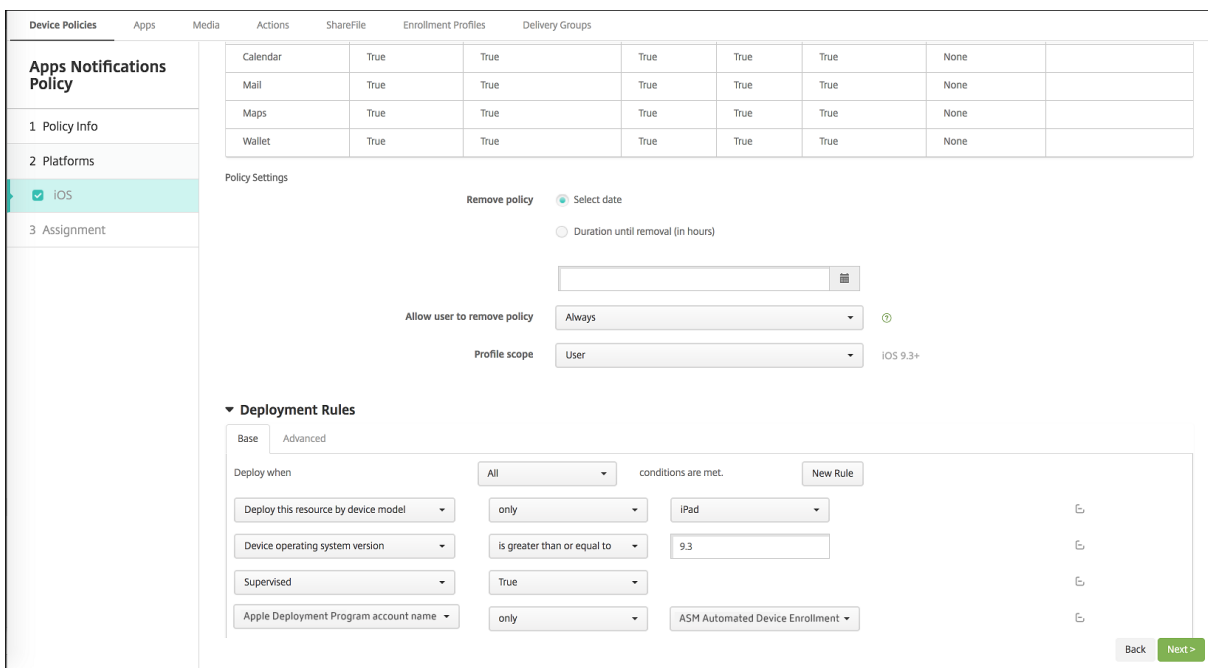 Device Policies Apps Media Actions ShareFile Enrollment Profiles Delivery Groups
Apps Notifications
Policy
1 Policy Info
2 Platforms
iOS
3 Assignment
Calendar True True True True True None
Mail True True True True True None
Maps True True True True True None
Wallet True True True True True None
Policy Settings
Remove policy Select date
Duration until removal (in hours)
Allow user to remove policy Always ?
Profile scope User iOS 9.3+
Deployment Rules
Base Advanced
Deploy when All conditions are met. New Rule
Deploy this resource by device model only iPad
Device operating system version is greater than or equal to 9.3
Supervised True
Apple Deployment Program account name only ASM Automated Device Enrollment
Back Next >